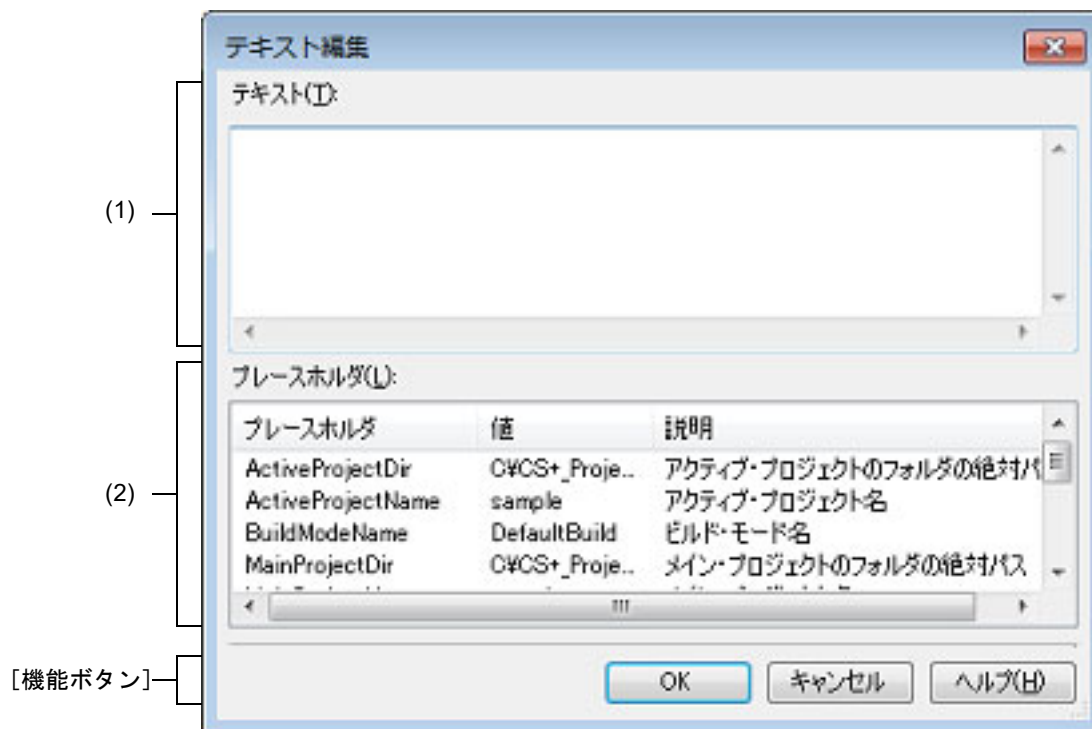 テキスト編集
テキスト(T):
(1)
プレースホルダ(L):
プレースホルダ 値 説明
ActiveProjectDir C¥CS+_Proje... アクティブ・プロジェクトのフォルダの絶対パ
(2)
ActiveProjectName sample アクティブ・プロジェクト名
BuildModeName DefaultBuild ビルド・モード名
MainProjectDir C¥CS+_Proje... メイン・プロジェクトのフォルダの絶対パス
[機能ボタン]
OK キャンセル ヘルプ(H)